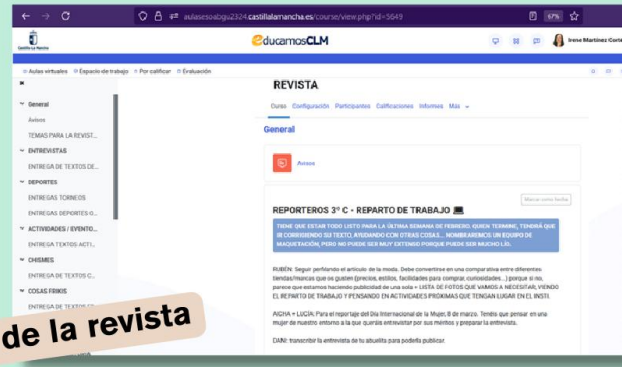 aulasesoabgu2324.castillalamancha.es/course/view.php?id=5649
67%
Castilla-La Mancha
EducamosCLM
Irene Martínez Corté
Aulas virtuales Espacio de trabajo Por calificar Evaluación
General
Avisos
TEMAS PARA LA REVIST...
ENTREVISTAS
ENTREGA DE TEXTOS DE...
DEPORTES
ENTREGAS TORNEOS
ENTREGAS DEPORTES G...
ACTIVIDADES / EVENTO...
ENTREGA TEXTOS ACTI...
CHISMES
ENTREGA DE TEXTOS C...
COSAS FRIKIS
ENTREGA DE TEXTOS CO...
de la revista
REVISTA
Curso Configuración Participantes Calificaciones Informes Más
General
Avisos
Marcar como hecha
REPORTEROS 3º C - REPARTO DE TRABAJO
TIENE QUE ESTAR TODO LISTO PARA LA ÚLTIMA SEMANA DE FEBRERO. QUIEN TERMINE, TENDRÁ QUE
IR CORRIGIENDO SU TEXTO, AYUDANDO CON OTRAS COSAS... NOMBRAREMOS UN EQUIPO DE
MAQUETACIÓN, PERO NO PUEDE SER MUY EXTENSO PORQUE PUEDE SER MUCHO LÍO.
RUBÉN: Seguir perfilando el artículo de la moda. Debe convertirse en una comparativa entre diferentes
tiendas/marcas que os gusten (precios, estilos, facilidades para comprar, curiosidades...) porque si no,
parece que estamos haciendo publicidad de una sola + LISTA DE FOTOS QUE VAMOS A NECESITAR, VIENDO
EL REPARTO DE TRABAJO Y PENSANDO EN ACTIVIDADES PRÓXIMAS QUE TENGAN LUGAR EN EL INSTI.
AICHA + LUCÍA: Para el reportaje del Día Internacional de la Mujer, 8 de marzo. Tenéis que pensar en una
mujer de nuestro entorno a la que queráis entrevistar por sus méritos y preparar la entrevista.
DANI: transcribir la entrevista de tu abuelita para poderla publicar.